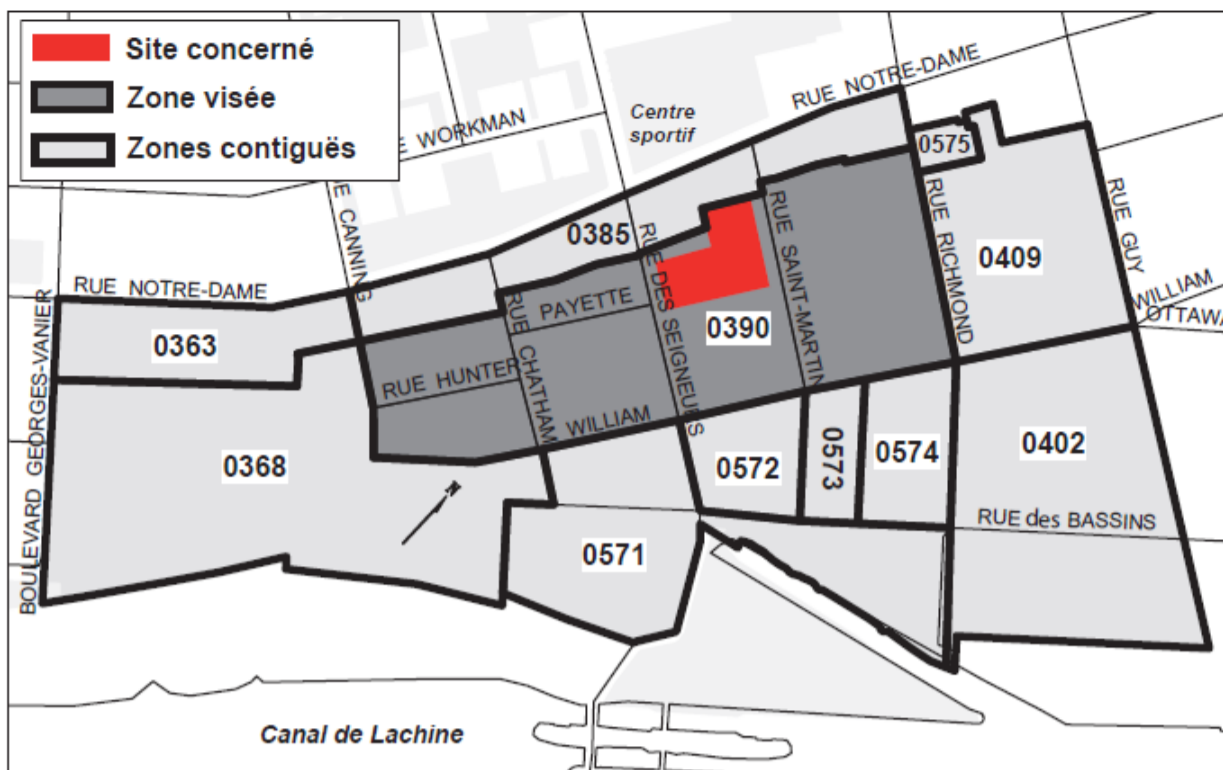 Site concerné
Zone visée
Zones contiguës
WORKMAN
Centre
sportif
RUE NOTRE-DAME
0575
CANNING
0385
RUE DES SEIGNEURS
RUE SAINT-MARTIN
RUE RICHMOND
0409
RUE GUY
RUE NOTRE-DAME
WILLIAM
OTTAWA
0363
RUE CHATHAM
PAYETTE
0390
BOULEVARD GEORGES-VANIER
RUE HUNTER
WILLIAM
0368
0572
0573
0574
0402
N
RUE des BASSINS
0571
Canal de Lachine